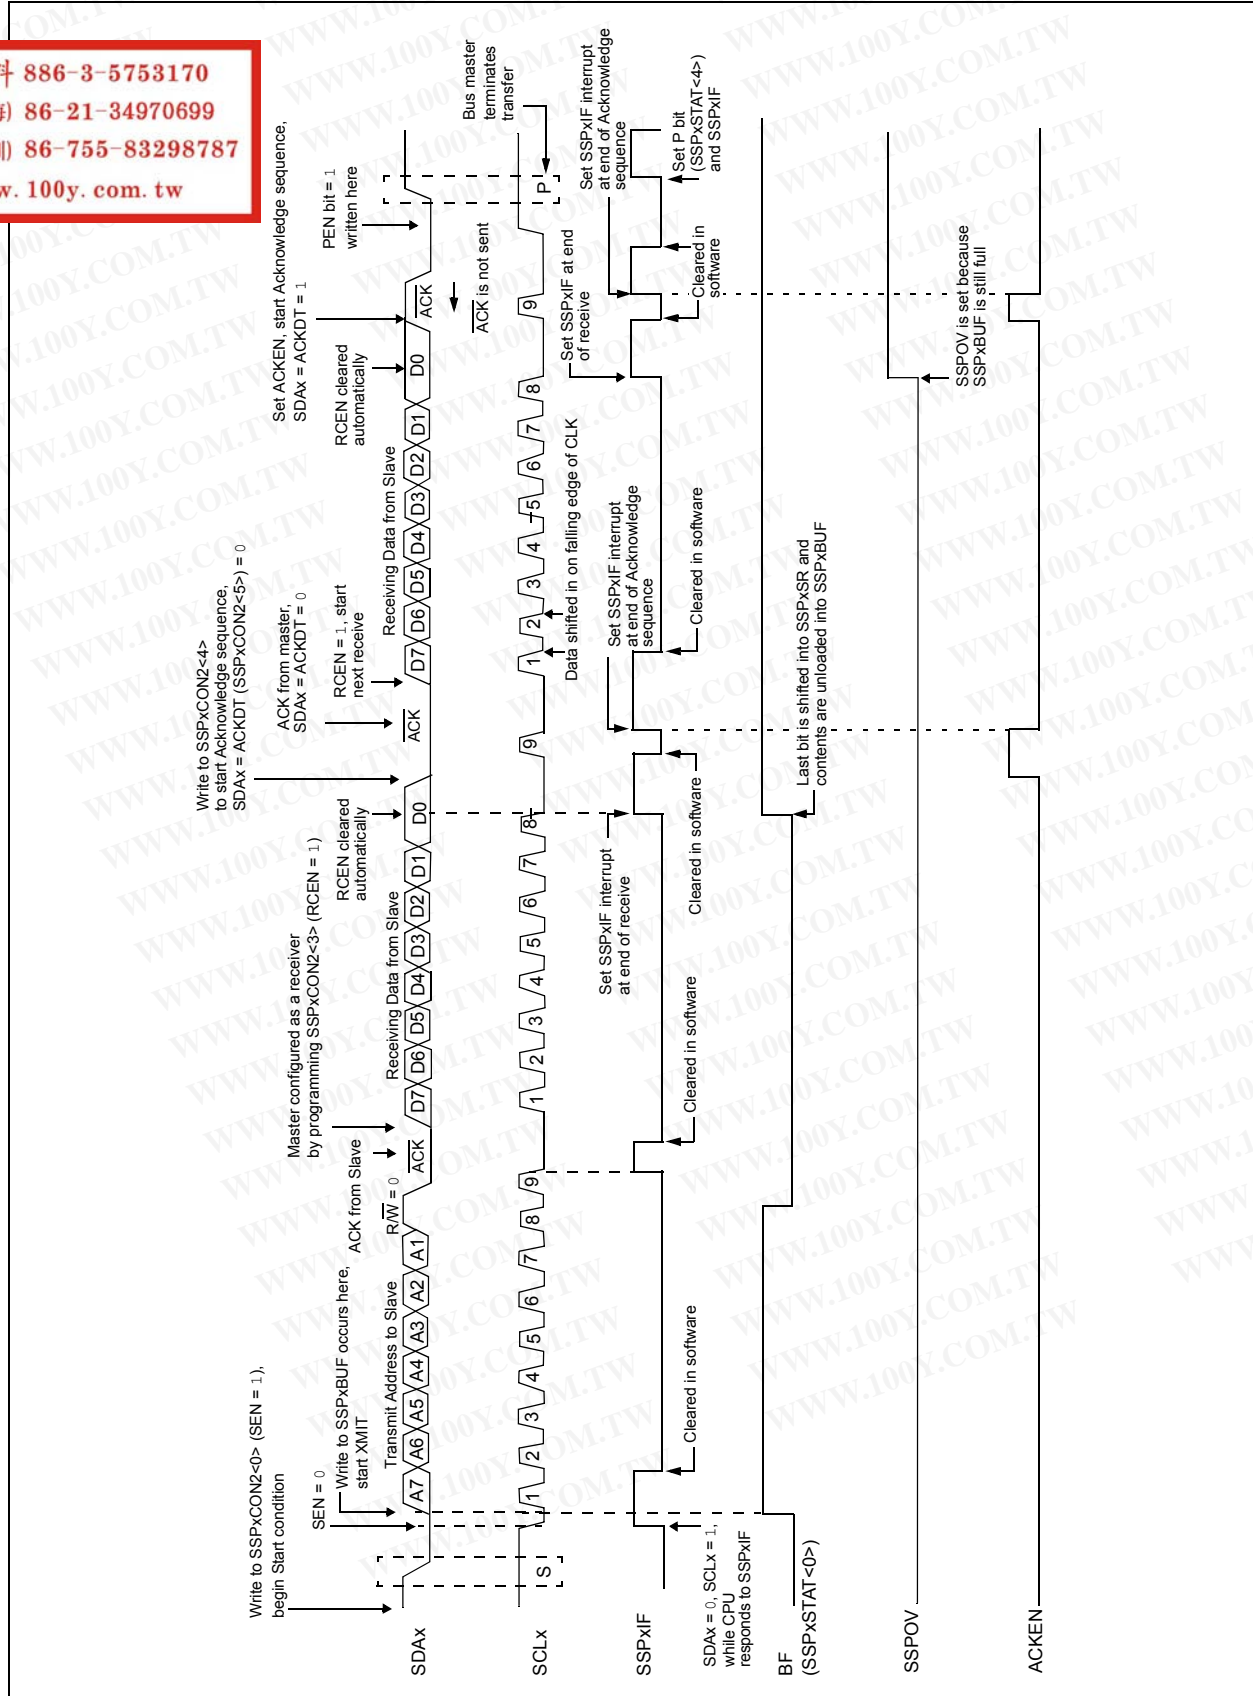 料 886-3-5753170
86-21-34970699
86-755-83298787
w. 100y. com. tw
Write to SSPxCON2<0> (SEN = 1),
begin Start condition
SEN = 0
Write to SSPxBUF occurs here,
start XMIT
ACK from Slave
Master configured as a receiver
by programming SSPxCON2<3> (RCEN = 1)
RCEN cleared
automatically
Write to SSPxCON2<4>
to start Acknowledge sequence,
SDAx = ACKDT (SSPxCON2<5>) = 0
ACK from master,
SDAx = ACKDT = 0
RCEN = 1, start
next receive
RCEN cleared
automatically
Set ACKEN, start Acknowledge sequence,
SDAx = ACKDT = 1
PEN bit = 1
written here
Transmit Address to Slave
R/W = 0
Receiving Data from Slave
Receiving Data from Slave
SDAx
A7 A6 A5 A4 A3 A2 A1
ACK
D7 D6 D5 D4 D3 D2 D1 D0
ACK
D7 D6 D5 D4 D3 D2 D1 D0
ACK
ACK is not sent
Bus master
terminates
transfer
SCLx
S
1 2 3 4 5 6 7 8 9
1 2 3 4 5 6 7 8 9
1 2 3 4 5 6 7 8 9
P
Data shifted in on falling edge of CLK
Set SSPxIF interrupt
at end of receive
Set SSPxIF interrupt
at end of Acknowledge
sequence
Set SSPxIF at end
of receive
Set SSPxIF interrupt
at end of Acknowledge
sequence
SSPxIF
SDAx = 0, SCLx = 1,
while CPU
responds to SSPxIF
Cleared in software
Cleared in software
Cleared in software
Cleared in software
Cleared in software
Cleared in
software
Set P bit
(SSPxSTAT<4>)
and SSPxIF
BF
(SSPxSTAT<0>)
Last bit is shifted into SSPxSR and
contents are unloaded into SSPxBUF
SSPOV
SSPOV is set because
SSPxBUF is still full
ACKEN
WWW.100Y.COM.TW